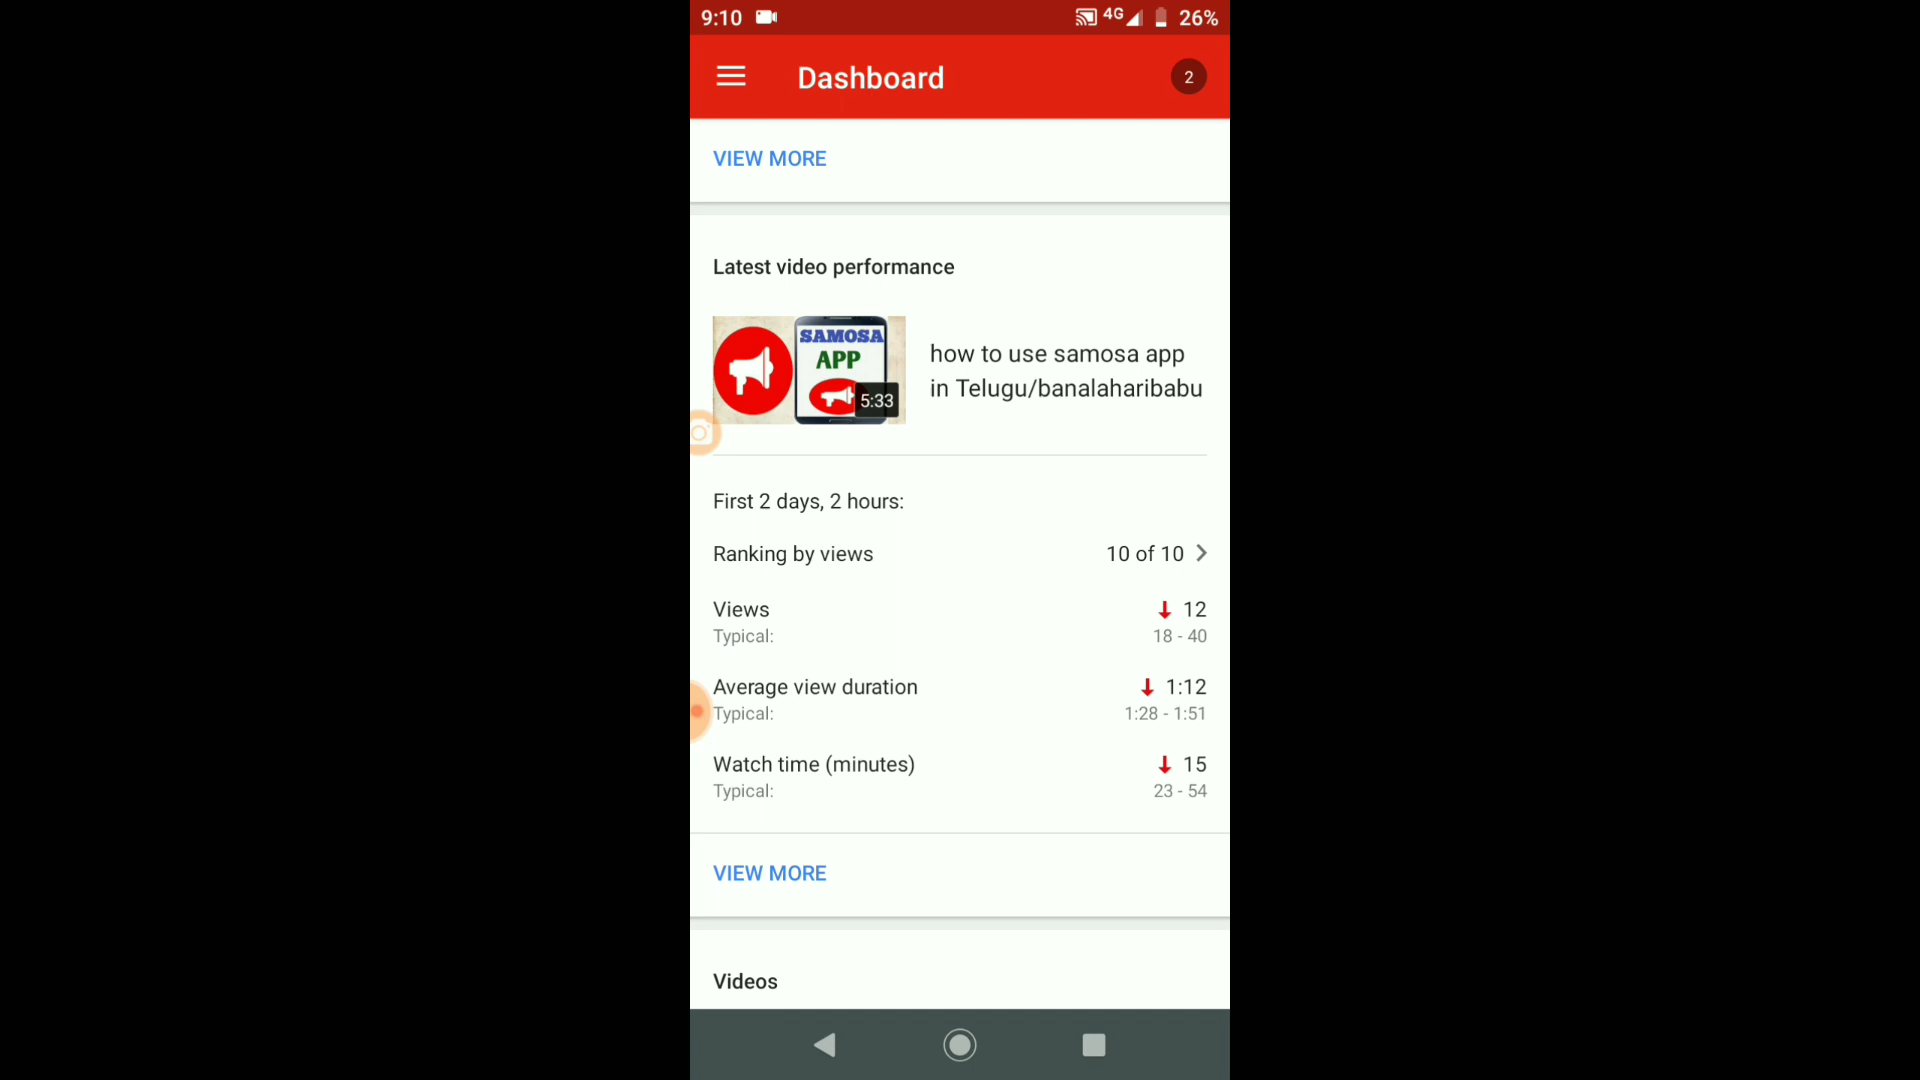 9:10 4G 26%
Dashboard 2
VIEW MORE
Latest video performance
SAMOSA
APP
5:33
how to use samosa app
in Telugu/banalaharibabu
First 2 days, 2 hours:
Ranking by views 10 of 10
Views 12
Typical: 18 - 40
Average view duration 1:12
Typical: 1:28 - 1:51
Watch time (minutes) 15
Typical: 23 - 54
VIEW MORE
Videos